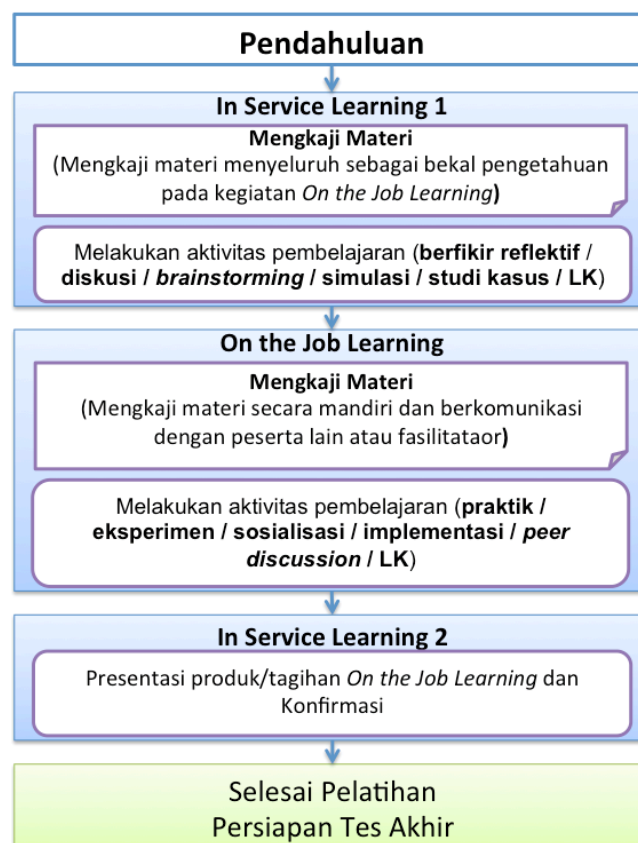 Pendahuluan
In Service Learning 1
Mengkaji Materi
(Mengkaji materi menyeluruh sebagai bekal pengetahuan
pada kegiatan On the Job Learning)
Melakukan aktivitas pembelajaran (berfikir reflektif /
diskusi / brainstorming / simulasi / studi kasus / LK)
On the Job Learning
Mengkaji Materi
(Mengkaji materi secara mandiri dan berkomunikasi
dengan peserta lain atau fasilitataor)
Melakukan aktivitas pembelajaran (praktik /
eksperimen / sosialisasi / implementasi / peer
discussion / LK)
In Service Learning 2
Presentasi produk/tagihan On the Job Learning dan
Konfirmasi
Selesai Pelatihan
Persiapan Tes Akhir